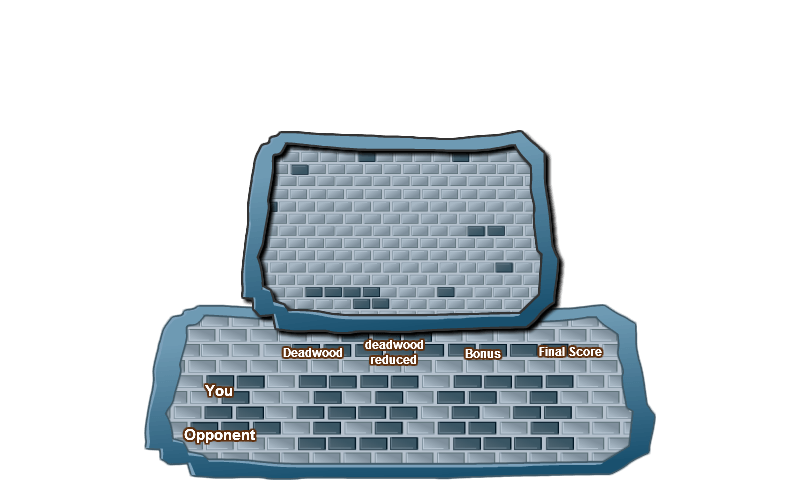 Deadwood
deadwood
reduced
Bonus
Final Score
You
Opponent